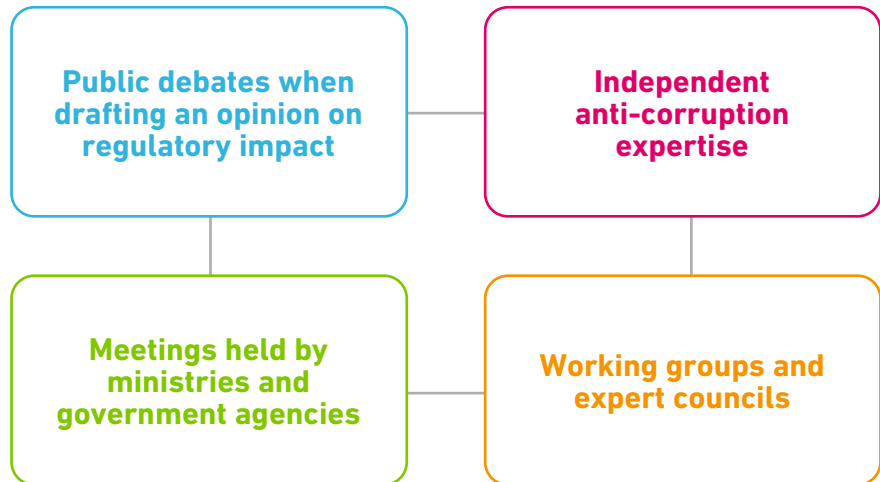 Public debates when
drafting an opinion on
regulatory impact
Independent
anti-corruption
expertise
Meetings held by
ministries and
government agencies
Working groups and
expert councils